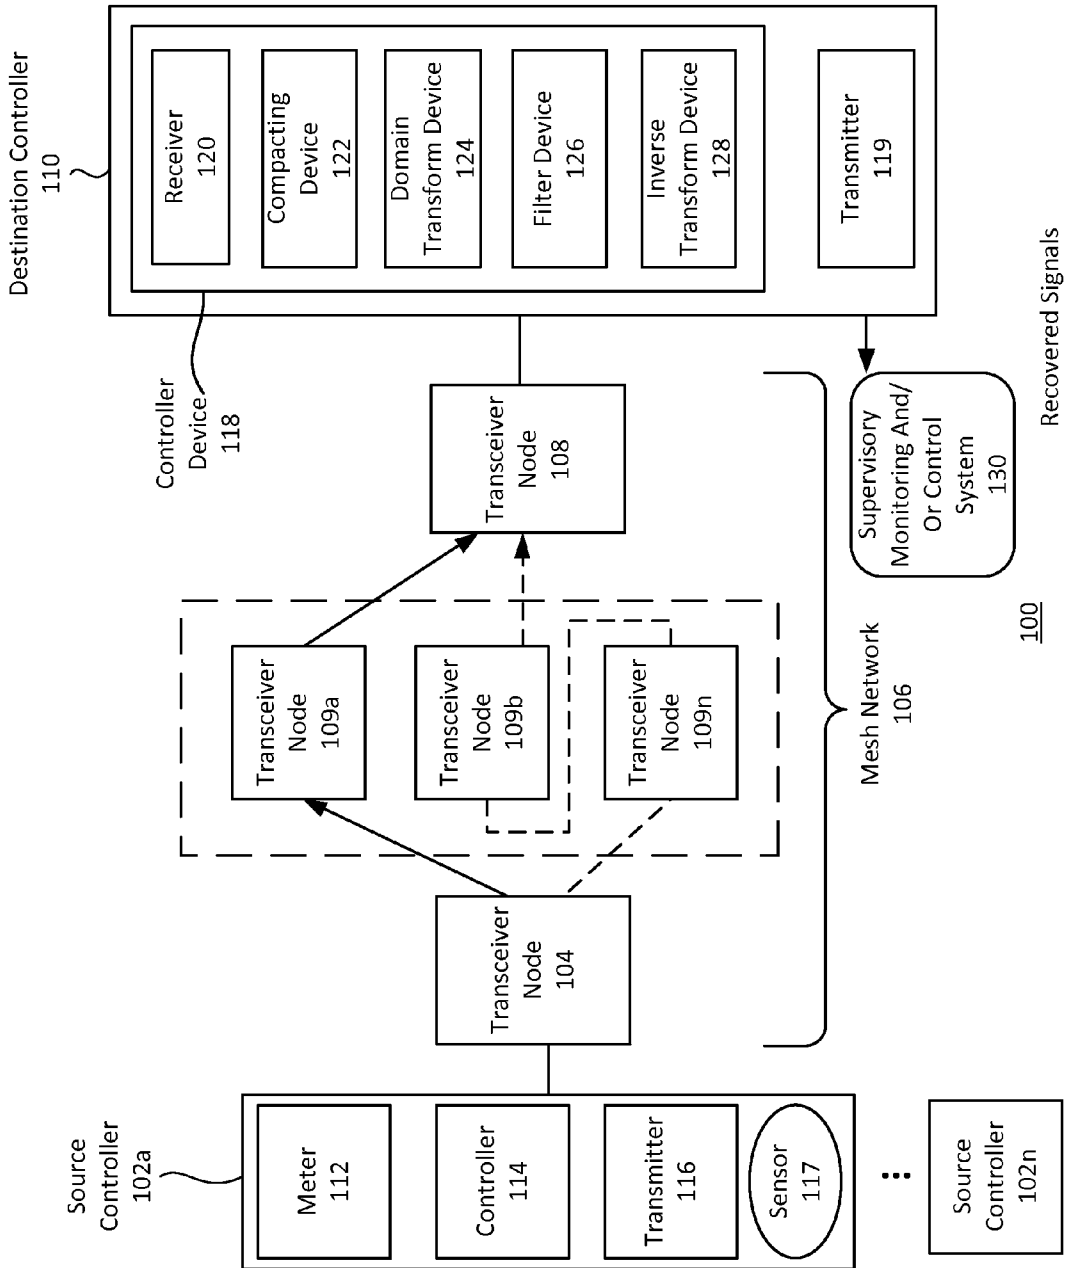 Source
Controller
102a
Meter
112
Controller
114
Transmitter
116
Sensor
117
...
Source
Controller
102n
Transceiver
Node
104
Transceiver
Node
109a
Transceiver
Node
109b
Transceiver
Node
109n
Mesh Network
106
Transceiver
Node
108
Controller
Device
118
Destination Controller
110
Receiver
120
Compacting
Device
122
Domain
Transform Device
124
Filter Device
126
Inverse
Transform Device
128
Transmitter
119
Supervisory
Monitoring And/
Or Control
System
130
Recovered Signals
100